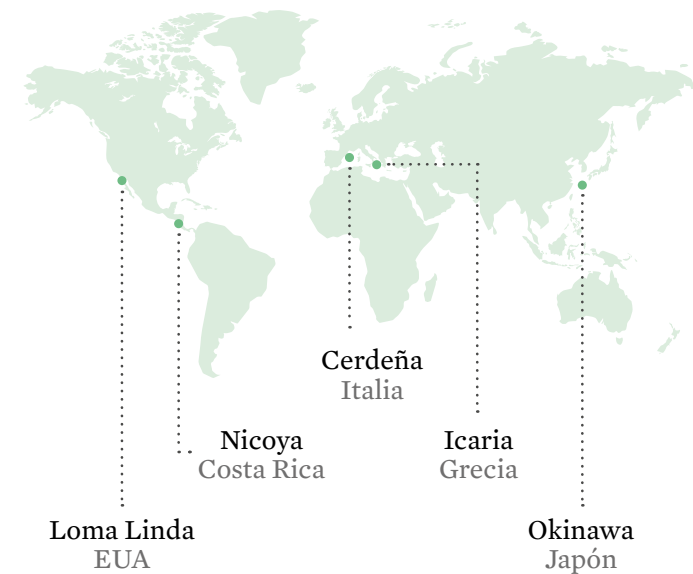 Cerdeña
Italia
Nicoya
Costa Rica
Icaria
Grecia
Loma Linda
EUA
Okinawa
Japón